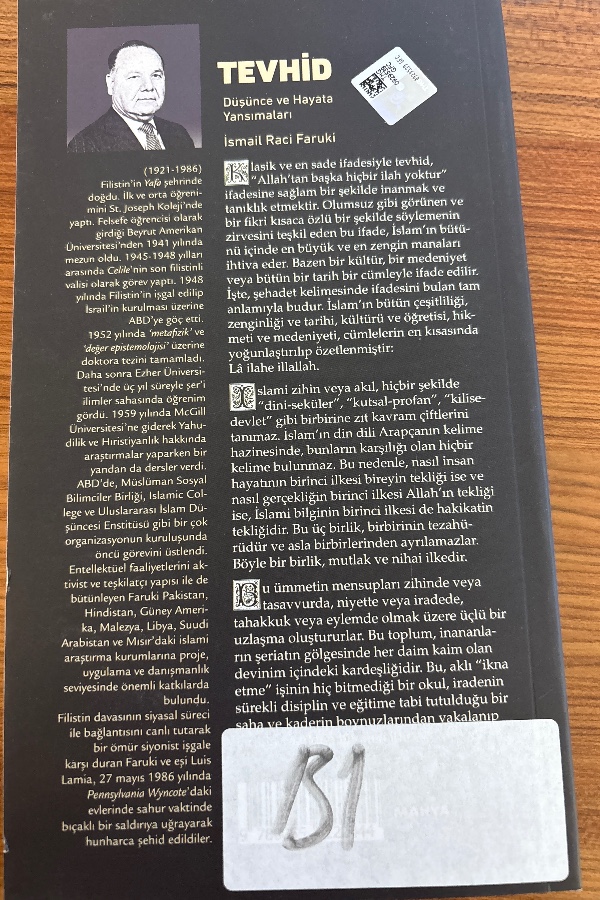 TEVHİD
Düşünce ve Hayata
Yansımaları
İsmail Raci Faruki
(1921-1986)
Filistin'in Yafa şehrinde
doğdu. İlk ve orta öğreni-
mini St. Joseph Koleji'nde
yaptı. Felsefe öğrencisi olarak
girdiği Beyrut Amerikan
Üniversitesi'nden 1941 yılında
mezun oldu. 1945-1948 yılları
arasında Celile'nin son filistinli
valisi olarak görev yaptı. 1948
yılında Filistin'in işgal edilip
İsrail'in kurulması üzerine
ABD'ye göç etti.
1952 yılında 'metafizik' ve
'değer epistemolojisi' üzerine
doktora tezini tamamladı.
Daha sonra Ezher Üniversi-
tesi'nde üç yıl süreyle şer'i
ilimler sahasında öğrenim
gördü. 1959 yılında McGill
Üniversitesi'ne giderek Yahu-
dilik ve Hıristiyanlık hakkında
araştırmalar yaparken bir
yandan da dersler verdi.
ABD'de, Müslüman Sosyal
Bilimciler Birliği, Islamic Col-
lege ve Uluslararası İslam Dü-
şüncesi Enstitüsü gibi bir çok
organizasyonun kuruluşunda
öncü görevini üstlendi.
Entellektüel faaliyetlerini ak-
tivist ve teşkilatçı yapısı ile de
bütünleyen Faruki Pakistan,
Hindistan, Güney Ameri-
ka, Malezya, Libya, Suudi
Arabistan ve Mısır'daki islami
araştırma kurumlarına proje,
uygulama ve danışmanlık
seviyesinde önemli katkılarda
bulundu.
Filistin davasının siyasal süreci
ile bağlantısını canlı tutarak
bir ömür siyonist işgale
karşı duran Faruki ve eşi Luis
Lamia, 27 mayıs 1986 yılında
Pennsylvania Wyncote'daki
evlerinde sahur vaktinde
bıçaklı bir saldırıya uğrayarak
hunharca şehid edildiler.
Klasik ve en sade ifadesiyle tevhid,
"Allah'tan başka hiçbir ilah yoktur"
ifadesine sağlam bir şekilde inanmak ve
tanıklık etmektir. Olumsuz gibi görünen ve
bir fikri kısaca özlü bir şekilde söylemenin
zirvesini teşkil eden bu ifade, İslam'ın bütü-
nü içinde en büyük ve en zengin manaları
ihtiva eder. Bazen bir kültür, bir medeniyet
veya bütün bir tarih bir cümleyle ifade edilir.
İşte, şehadet kelimesinde ifadesini bulan tam
anlamıyla budur. İslam'ın bütün çeşitliliği,
zenginliği ve tarihi, kültürü ve öğretisi, hik-
meti ve medeniyeti, cümlelerin en kısasında
yoğunlaştırılıp özetlenmiştir:
Lâ ilahe illallah.
İslami zihin veya akıl, hiçbir şekilde
"dini-seküler", "kutsal-profan", "kilise-
devlet" gibi birbirine zıt kavram çiftlerini
tanımaz. İslam'ın din dili Arapçanın kelime
hazinesinde, bunların karşılığı olan hiçbir
kelime bulunmaz. Bu nedenle, nasıl insan
hayatının birinci ilkesi bireyin tekliği ise ve
nasıl gerçekliğin birinci ilkesi Allah'ın tekliği
ise, İslami bilginin birinci ilkesi de hakikatin
tekliğidir. Bu üç birlik, birbirinin tezahü-
rüdür ve asla birbirlerinden ayrılamazlar.
Böyle bir birlik, mutlak ve nihai ilkedir.
Bu ümmetin mensupları zihinde veya
tasavvurda, niyette veya iradede,
tahakkuk veya eylemde olmak üzere üçlü bir
uzlaşma oluştururlar. Bu toplum, inananla-
rın şeriatın gölgesinde her daim kaim olan
devinim içindeki kardeşliğidir. Bu, aklı "ikna
etme" işinin hiç bitmediği bir okul, iradenin
sürekli disiplin ve eğitime tabi tutulduğu bir
saha ve kaderin boynuzlarından yakalanıp
B1